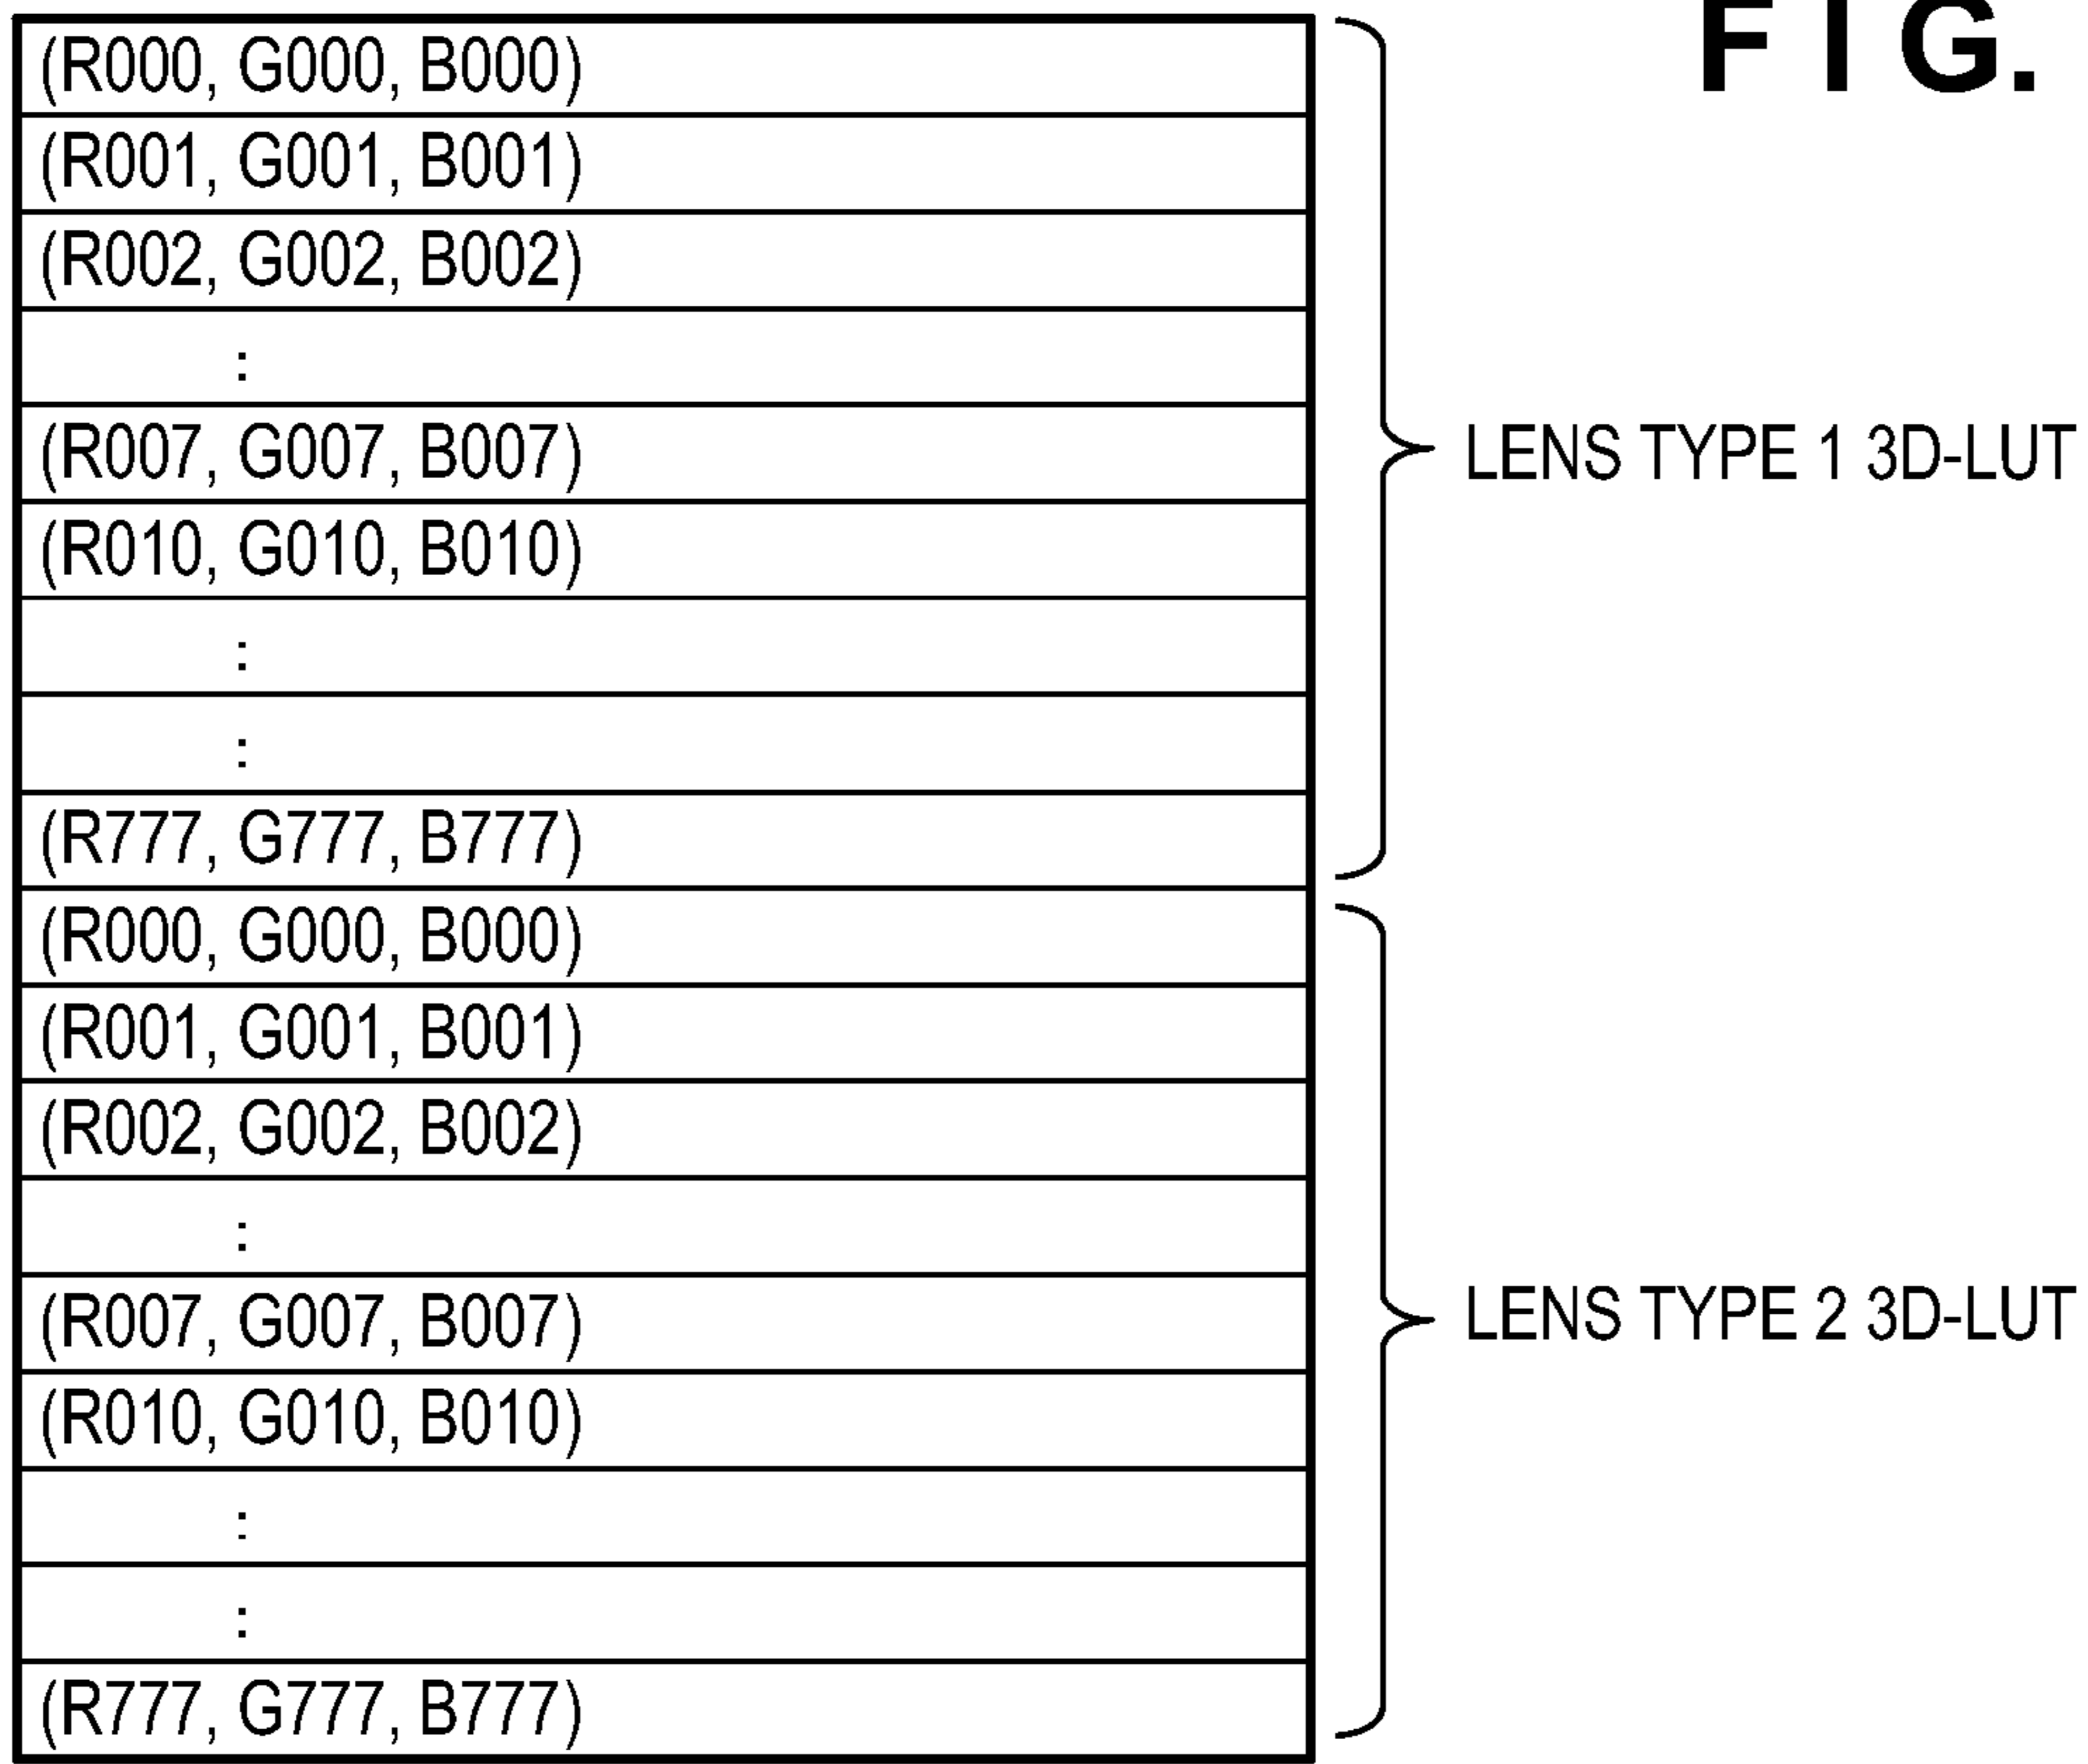 FIG.
(R000, G000, B000)
(R001, G001, B001)
(R002, G002, B002)
:
(R007, G007, B007)
(R010, G010, B010)
:
:
(R777, G777, B777)
LENS TYPE 1 3D-LUT
(R000, G000, B000)
(R001, G001, B001)
(R002, G002, B002)
:
(R007, G007, B007)
(R010, G010, B010)
:
:
(R777, G777, B777)
LENS TYPE 2 3D-LUT